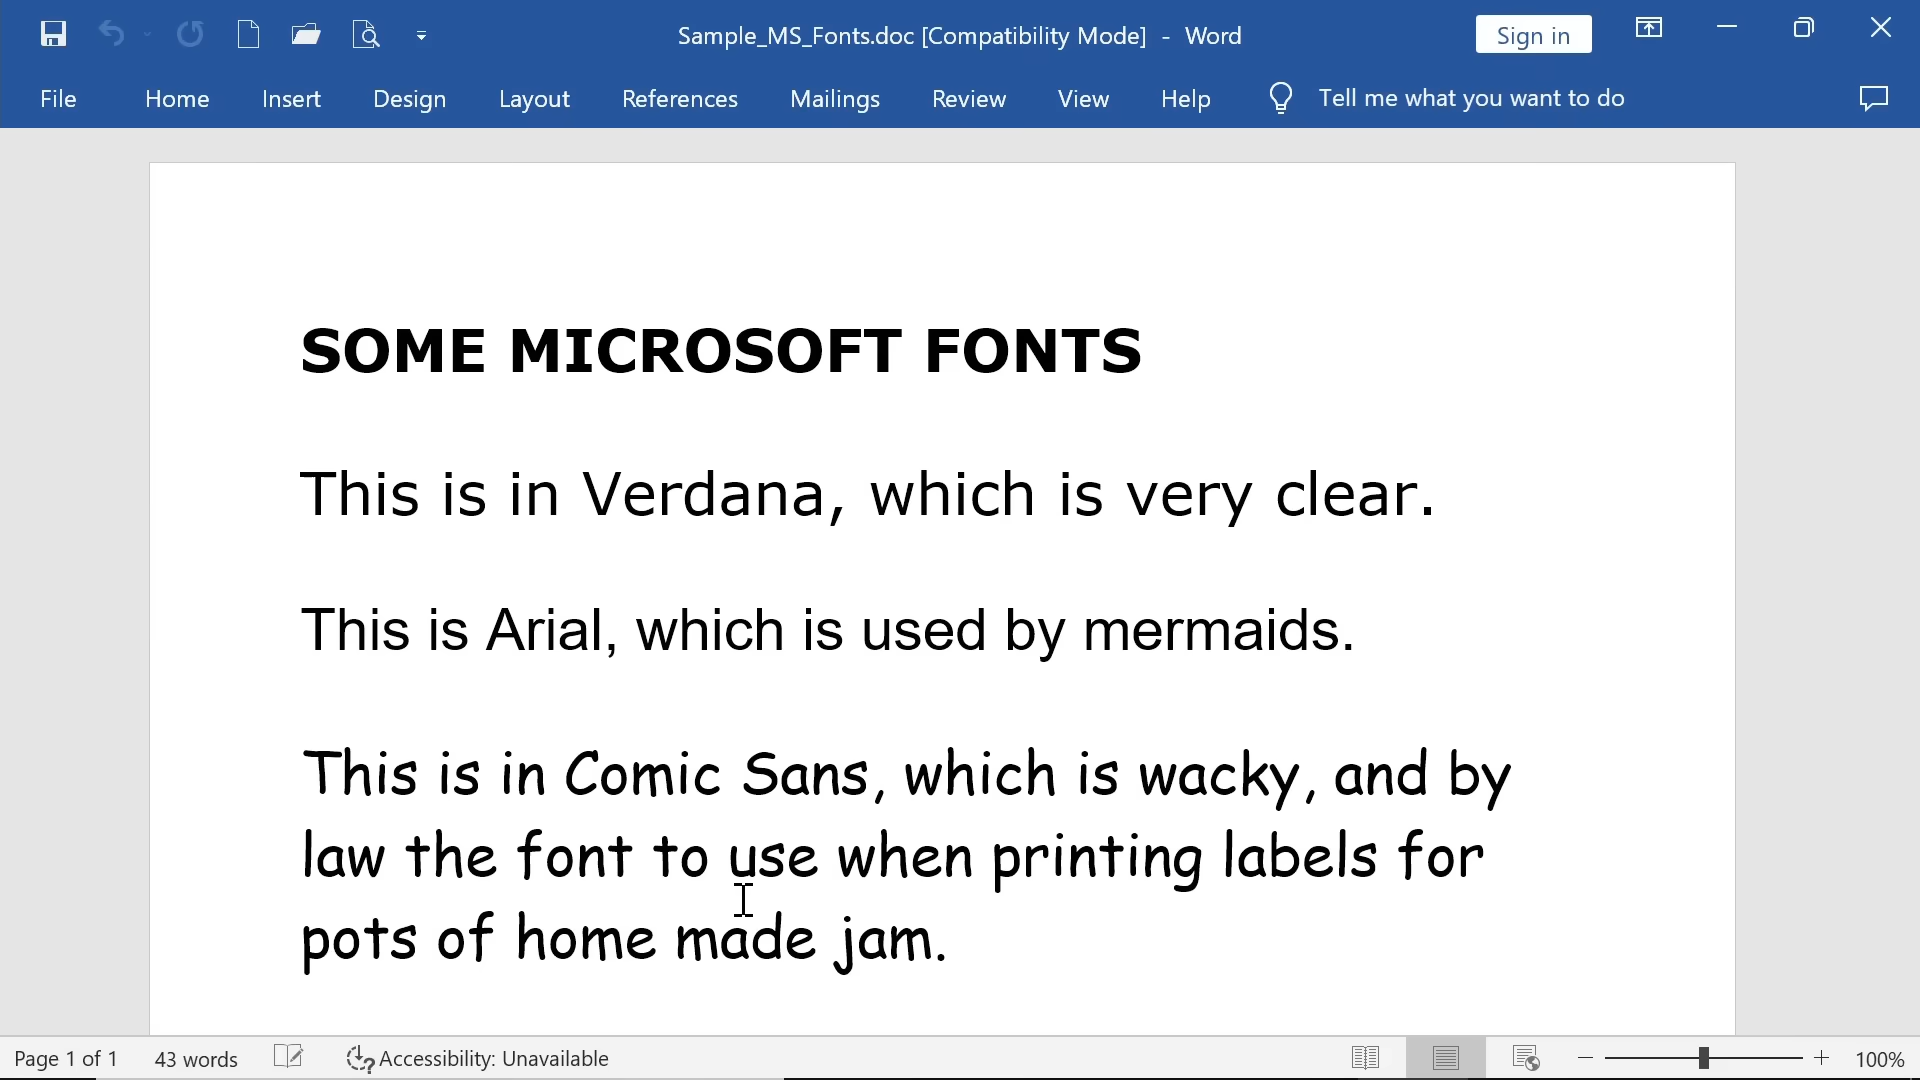 Sample_MS_Fonts.doc [Compatibility Mode] - Word
Sign in
File Home Insert Design Layout References Mailings Review View Help Tell me what you want to do
SOME MICROSOFT FONTS
This is in Verdana, which is very clear.
This is Arial, which is used by mermaids.
This is in Comic Sans, which is wacky, and by
law the font to use when printing labels for
pots of home made jam.
Page 1 of 1 43 words Accessibility: Unavailable 100%